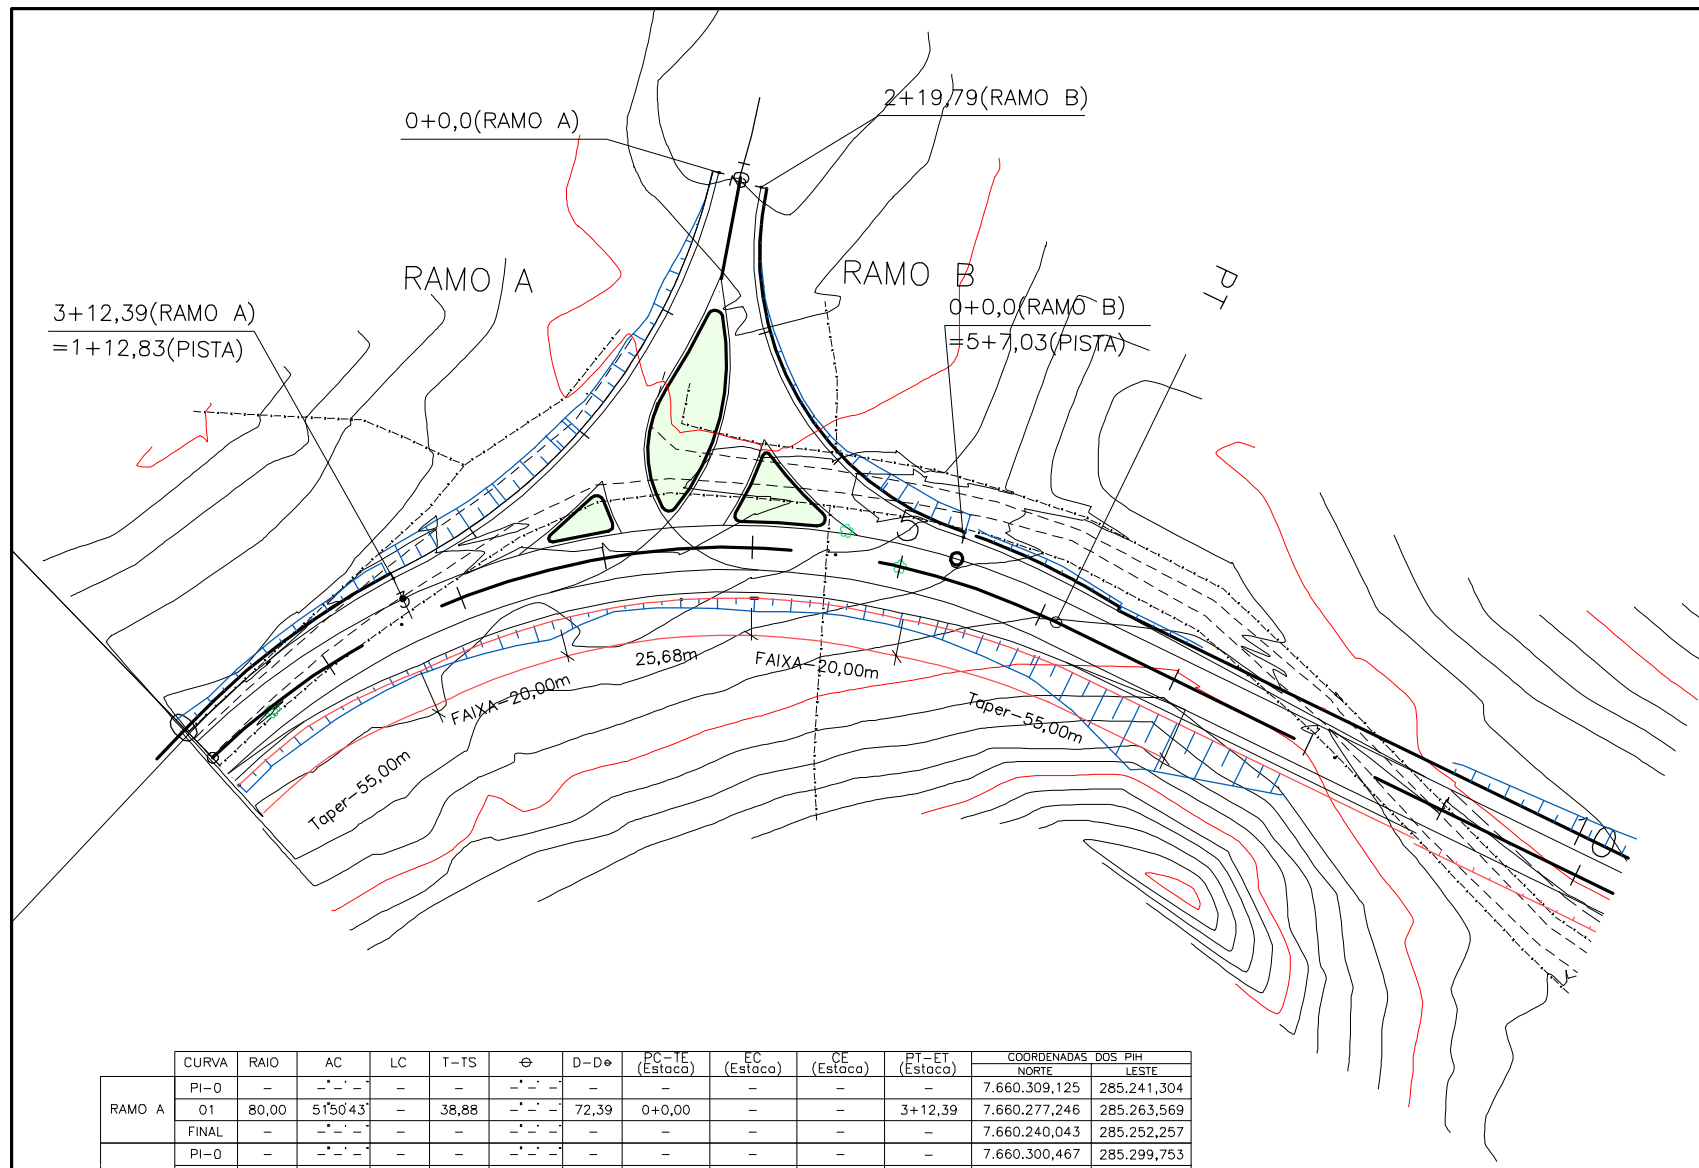 2+19,79(RAMO B)
0+0,0(RAMO A)
RAMO A
RAMO B
PT
3+12,39(RAMO A)
=1+12,83(PISTA)
0+0,0(RAMO B)
=5+7,03(PISTA)
25,68m
FAIXA-20,00m
FAIXA-20,00m
Taper-55,00m
Taper-55,00m
CURVA RAIO AC LC T-TS ⊖ D-D⊖ PC-TE (Estaca) EC (Estaca) CE (Estaca) PT-ET (Estaca) COORDENADAS DOS PIH
NORTE LESTE
PI-0 - -°-'-" - - -°-'-" - - - - - 7.660.309,125 285.241,304
RAMO A 01 80,00 51°50'43" - 38,88 -°-'-" 72,39 0+0,00 - - 3+12,39 7.660.277,246 285.263,569
FINAL - -°-'-" - - -°-'-" - - - - - 7.660.240,043 285.252,257
PI-0 - -°-'-" - - -°-'-" - - - - - 7.660.300,467 285.299,753